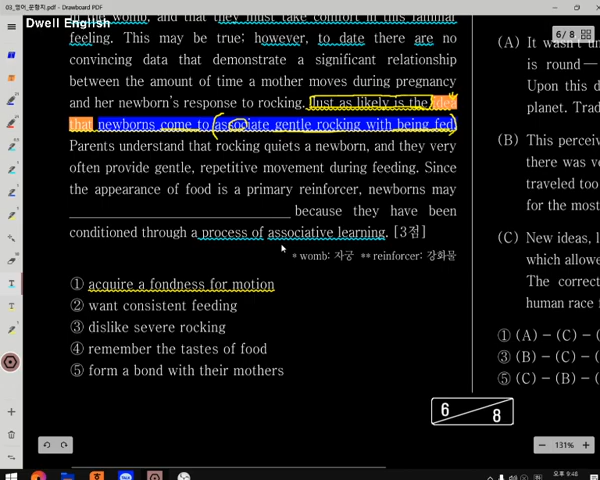 03_영어_문항지.pdf - Drawboard PDF
Dwell English
6 / 8
in the womb, and that they must take comfort in this familiar
feeling. This may be true; however, to date there are no
convincing data that demonstrate a significant relationship
between the amount of time a mother moves during pregnancy
and her newborn's response to rocking. Just as likely is the idea
that newborns come to associate gentle rocking with being fed.
Parents understand that rocking quiets a newborn, and they very
often provide gentle, repetitive movement during feeding. Since
the appearance of food is a primary reinforcer, newborns may
____________________ because they have been
conditioned through a process of associative learning. [3점]
* womb: 자궁 ** reinforcer: 강화물
① acquire a fondness for motion
② want consistent feeding
③ dislike severe rocking
④ remember the tastes of food
⑤ form a bond with their mothers
6 8
(A) It wasn't un
is round—
Upon this d
planet. Trad
(B) This perceiv
there was ve
traveled too
for the most
(C) New ideas, l
which allowe
The correct
human race f
① (A)-(C)-(
③ (B)-(C)-(
⑤ (C)-(B)-(
131%
오후 9:46